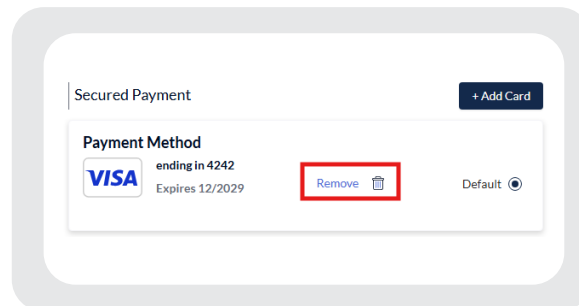 Secured Payment
+ Add Card
Payment Method
VISA
ending in 4242
Expires 12/2029
Remove
Default